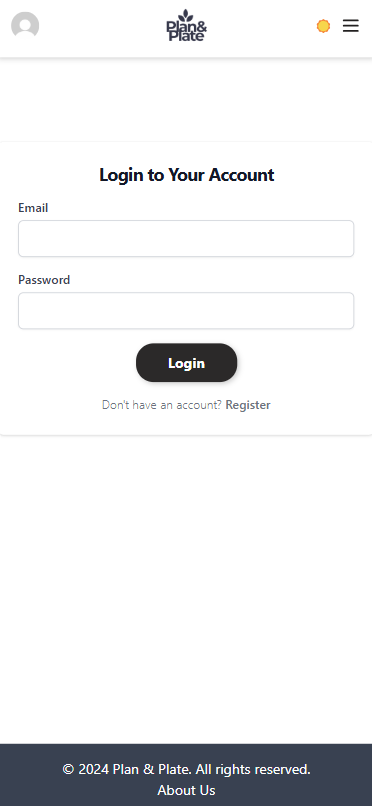 Plan&
Plate
Login to Your Account
Email
Password
Login
Don't have an account? Register
© 2024 Plan & Plate. All rights reserved.
About Us